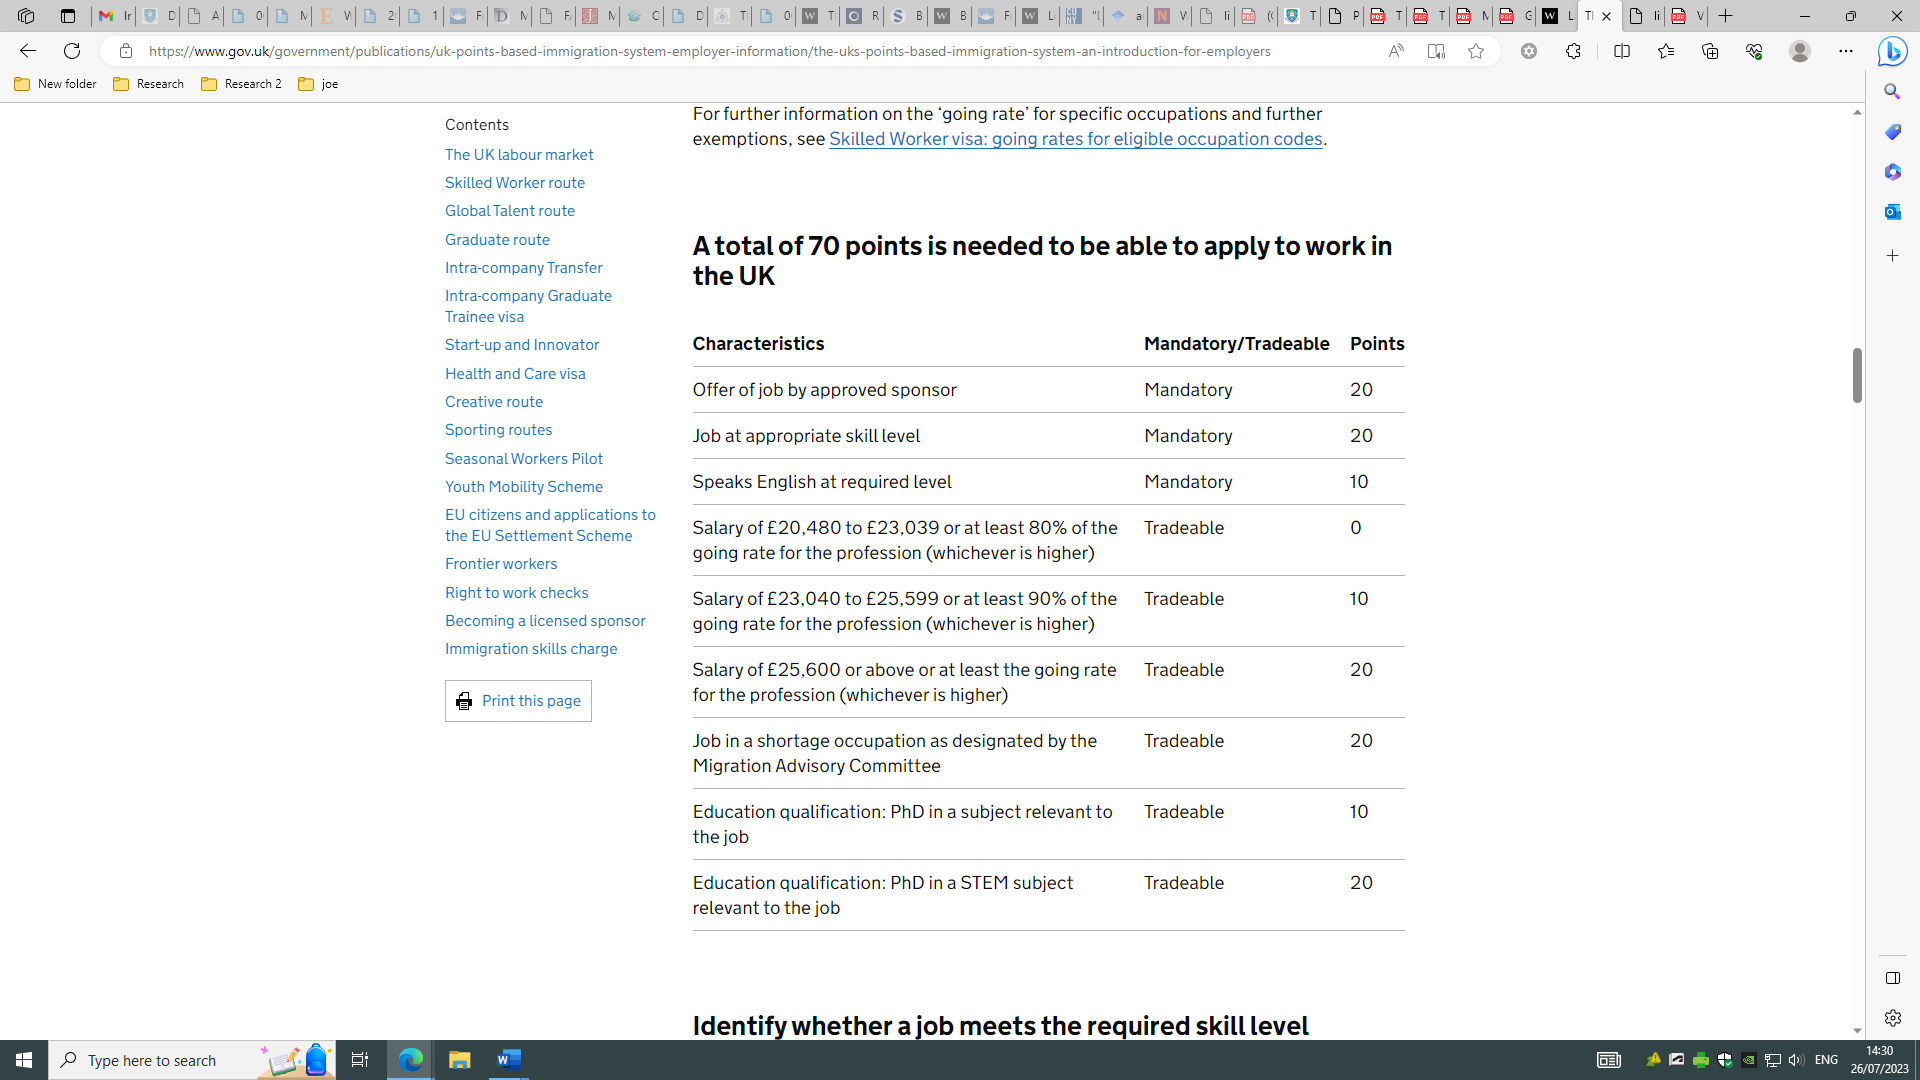 https://www.gov.uk/government/publications/uk-points-based-immigration-system-employer-information/the-uks-points-based-immigration-system-an-introduction-for-employers
New folder
Research
Research 2
joe
Contents
The UK labour market
Skilled Worker route
Global Talent route
Graduate route
Intra-company Transfer
Intra-company Graduate
Trainee visa
Start-up and Innovator
Health and Care visa
Creative route
Sporting routes
Seasonal Workers Pilot
Youth Mobility Scheme
EU citizens and applications to
the EU Settlement Scheme
Frontier workers
Right to work checks
Becoming a licensed sponsor
Immigration skills charge
Print this page
For further information on the ‘going rate’ for specific occupations and further
exemptions, see Skilled Worker visa: going rates for eligible occupation codes.
A total of 70 points is needed to be able to apply to work in
the UK
Characteristics Mandatory/Tradeable Points
Offer of job by approved sponsor Mandatory 20
Job at appropriate skill level Mandatory 20
Speaks English at required level Mandatory 10
Salary of £20,480 to £23,039 or at least 80% of the Tradeable 0
going rate for the profession (whichever is higher)
Salary of £23,040 to £25,599 or at least 90% of the Tradeable 10
going rate for the profession (whichever is higher)
Salary of £25,600 or above or at least the going rate Tradeable 20
for the profession (whichever is higher)
Job in a shortage occupation as designated by the Tradeable 20
Migration Advisory Committee
Education qualification: PhD in a subject relevant to Tradeable 10
the job
Education qualification: PhD in a STEM subject Tradeable 20
relevant to the job
Identify whether a job meets the required skill level
Type here to search
ENG
14:30
26/07/2023